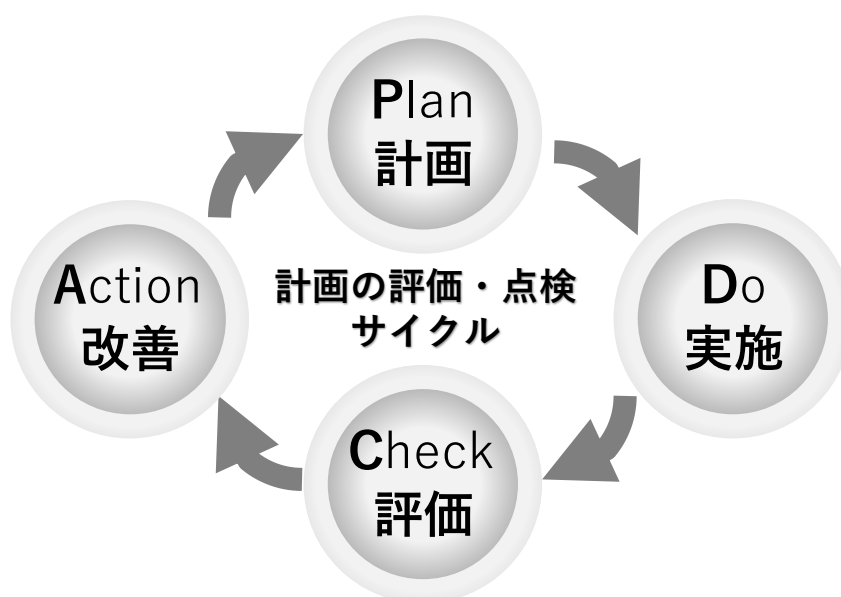 Plan
計画
Do
実施
Check
評価
Action
改善
計画の評価・点検
サイクル